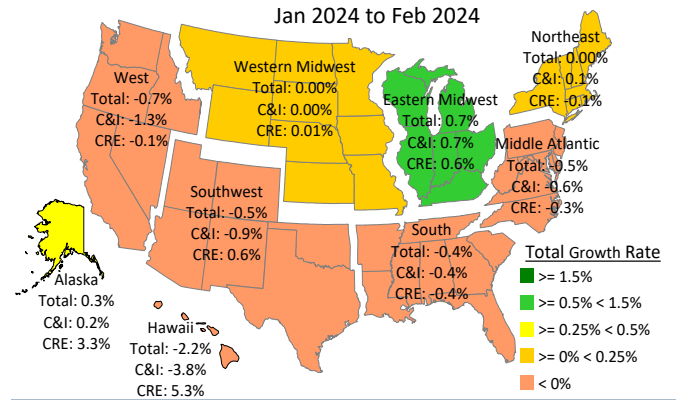 Jan 2024 to Feb 2024
Northeast
Total: 0.00%
C&I: 0.1%
CRE: -0.1%
West
Total: -0.7%
C&I: -1.3%
CRE: -0.1%
Western Midwest
Total: 0.00%
C&I: 0.00%
CRE: 0.01%
Eastern Midwest
Total: 0.7%
C&I: 0.7%
CRE: 0.6%
Middle Atlantic
Total: -0.5%
C&I: -0.6%
CRE: -0.3%
Southwest
Total: -0.5%
C&I: -0.9%
CRE: 0.6%
South
Total: -0.4%
C&I: -0.4%
CRE: -0.4%
Alaska
Total: 0.3%
C&I: 0.2%
CRE: 3.3%
Hawaii
Total: -2.2%
C&I: -3.8%
CRE: 5.3%
Total Growth Rate
>= 1.5%
>= 0.5% < 1.5%
>= 0.25% < 0.5%
>= 0% < 0.25%
< 0%